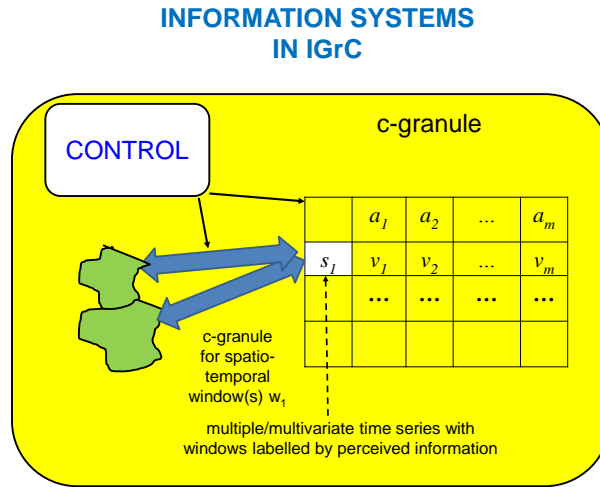 INFORMATION SYSTEMS
IN IGrC
c-granule
CONTROL
a1 a2 ... am
s1 v1 v2 ... vm
... ... ... ...
c-granule
for spatio-
temporal
window(s) w1
multiple/multivariate time series with
windows labelled by perceived information